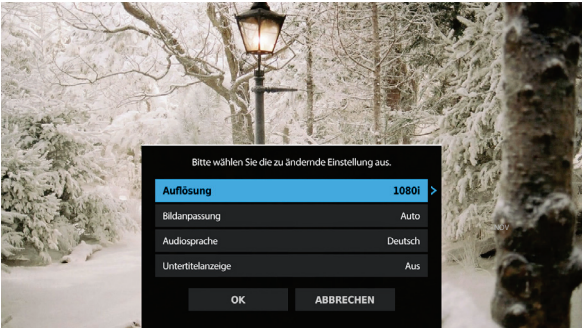 Bitte wählen Sie die zu ändernde Einstellung aus.
Auflösung 1080i >
Bildanpassung Auto
Audiosprache Deutsch
Untertitelanzeige Aus
OK ABBRECHEN